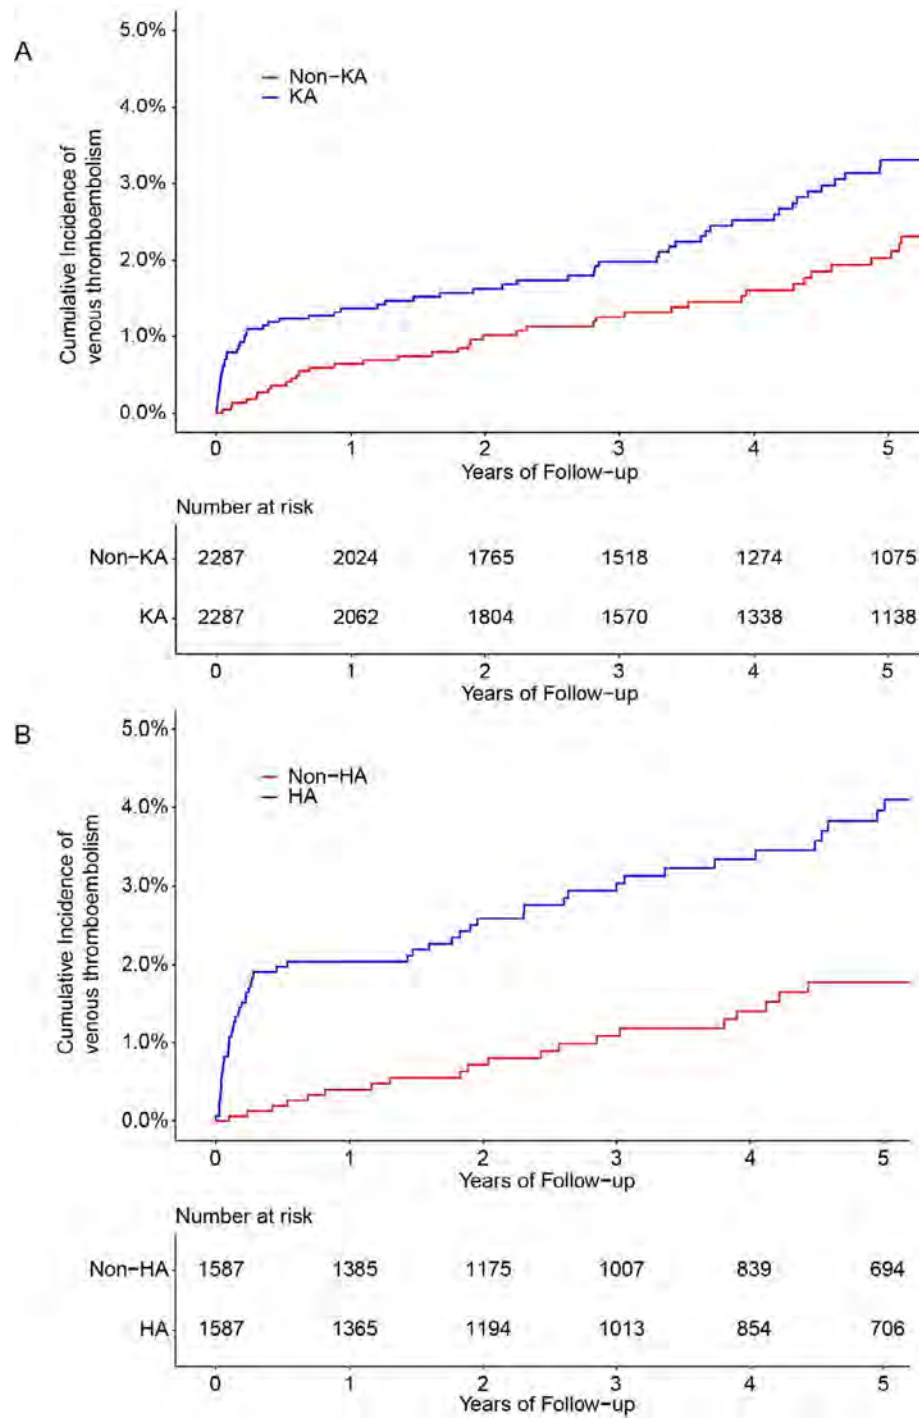 A
5.0%
4.0%
3.0%
2.0%
1.0%
0.0%
Cumulative Incidence of
venous thromboembolism
Non-KA
KA
0 1 2 3 4 5
Years of Follow-up
Number at risk
Non-KA 2287 2024 1765 1518 1274 1075
KA 2287 2062 1804 1570 1338 1138
0 1 2 3 4 5
Years of Follow-up
B
5.0%
4.0%
3.0%
2.0%
1.0%
0.0%
Cumulative Incidence of
venous thromboembolism
Non-HA
HA
0 1 2 3 4 5
Years of Follow-up
Number at risk
Non-HA 1587 1385 1175 1007 839 694
HA 1587 1365 1194 1013 854 706
0 1 2 3 4 5
Years of Follow-up